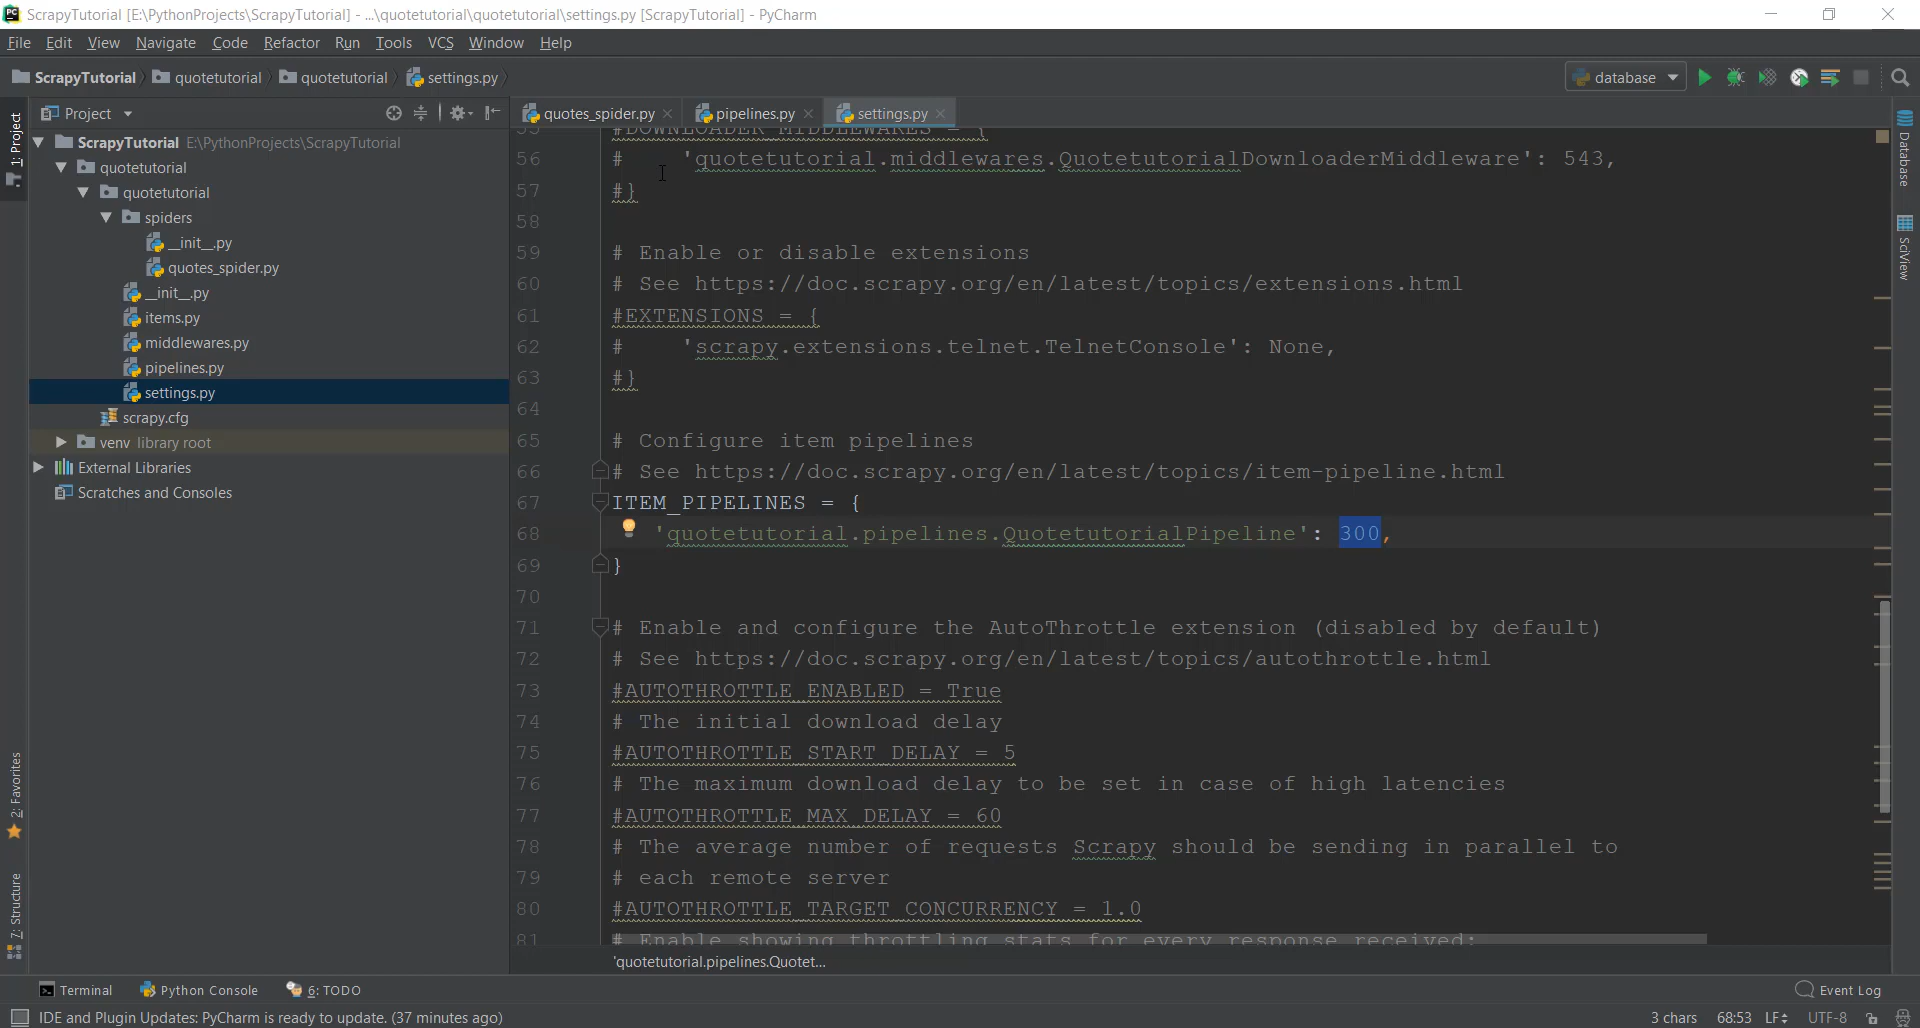 ScrapyTutorial [E:\PythonProjects\ScrapyTutorial] - ...\quotetutorial\quotetutorial\settings.py [ScrapyTutorial] - PyCharm
File Edit View Navigate Code Refactor Run Tools VCS Window Help
ScrapyTutorial quotetutorial quotetutorial settings.py database
1: Project
Project
ScrapyTutorial E:\PythonProjects\ScrapyTutorial
quotetutorial
quotetutorial
spiders
__init__.py
quotes_spider.py
__init__.py
items.py
middlewares.py
pipelines.py
settings.py
scrapy.cfg
venv library root
External Libraries
Scratches and Consoles
2: Favorites
7: Structure
quotes_spider.py pipelines.py settings.py
55 #DOWNLOADER_MIDDLEWARES = {
56 #    'quotetutorial.middlewares.QuotetutorialDownloaderMiddleware': 543,
57 #}
58
59 # Enable or disable extensions
60 # See https://doc.scrapy.org/en/latest/topics/extensions.html
61 #EXTENSIONS = {
62 #    'scrapy.extensions.telnet.TelnetConsole': None,
63 #}
64
65 # Configure item pipelines
66 # See https://doc.scrapy.org/en/latest/topics/item-pipeline.html
67 ITEM_PIPELINES = {
68    'quotetutorial.pipelines.QuotetutorialPipeline': 300,
69 }
70
71 # Enable and configure the AutoThrottle extension (disabled by default)
72 # See https://doc.scrapy.org/en/latest/topics/autothrottle.html
73 #AUTOTHROTTLE_ENABLED = True
74 # The initial download delay
75 #AUTOTHROTTLE_START_DELAY = 5
76 # The maximum download delay to be set in case of high latencies
77 #AUTOTHROTTLE_MAX_DELAY = 60
78 # The average number of requests Scrapy should be sending in parallel to
79 # each remote server
80 #AUTOTHROTTLE_TARGET_CONCURRENCY = 1.0
81 # Enable showing throttling stats for every response received:
'quotetutorial.pipelines.Quotet...
Database
SciView
Terminal Python Console 6: TODO Event Log
IDE and Plugin Updates: PyCharm is ready to update. (37 minutes ago) 3 chars 68:53 LF UTF-8